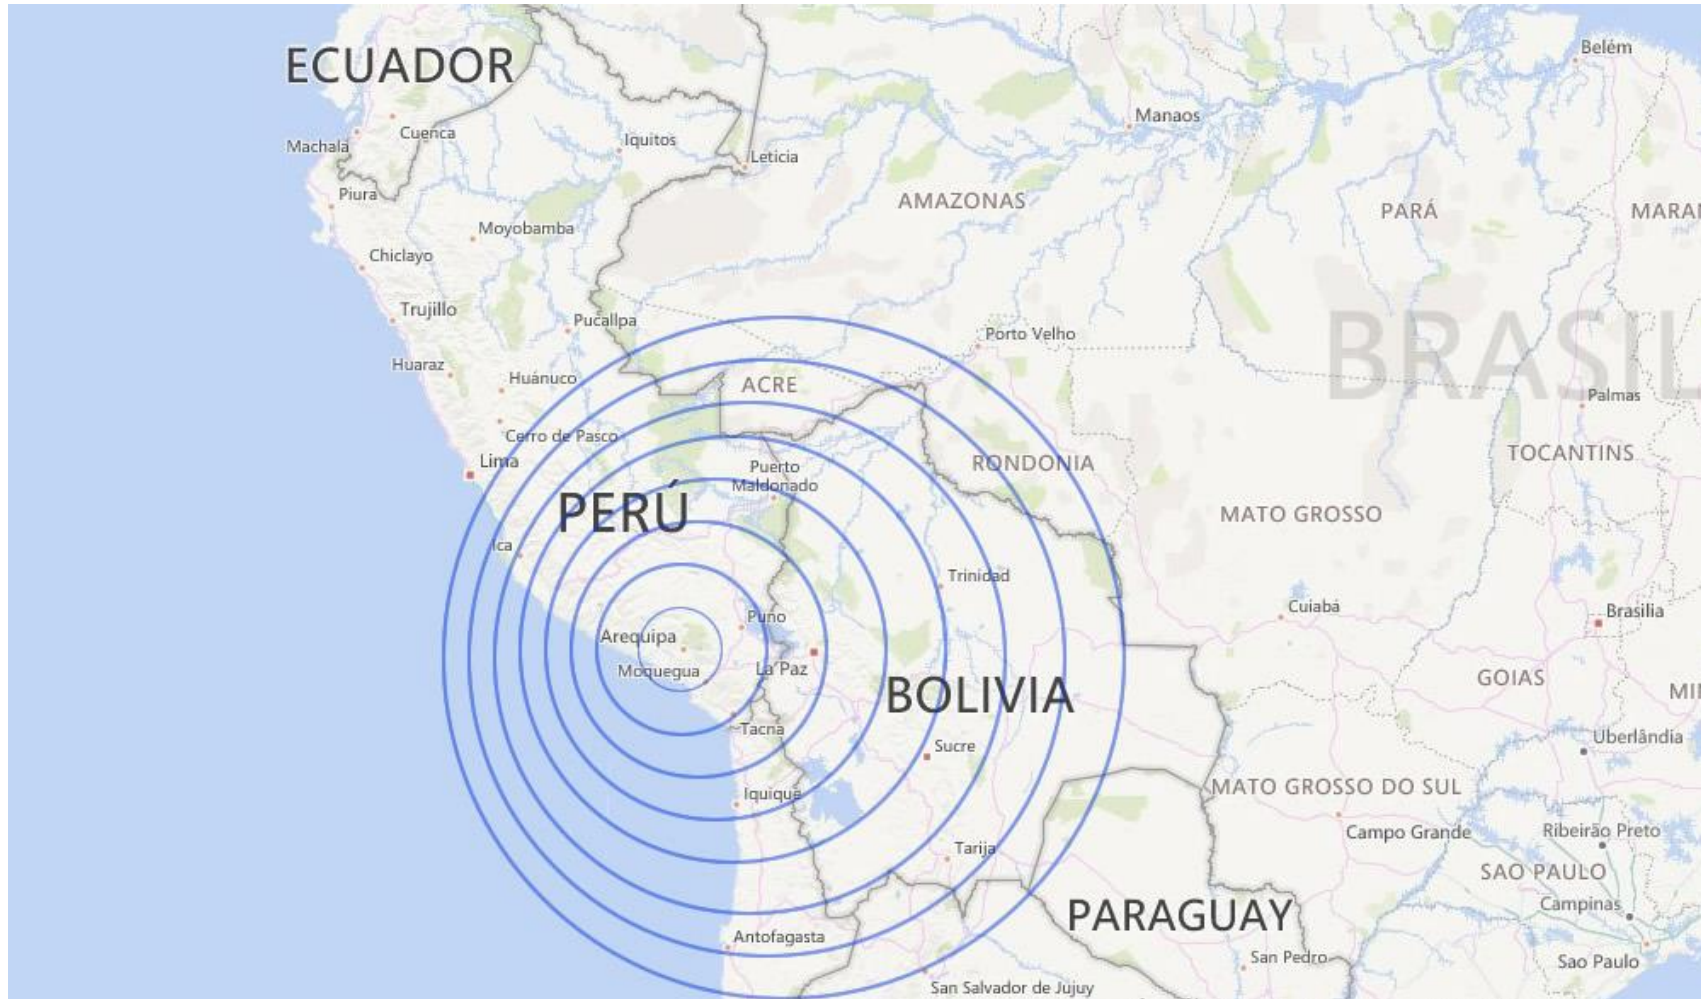 ECUADOR
Belém
Manaos
Cuenca
Machala
Iquitos
Leticia
Piura
AMAZONAS
PARÁ
Moyobamba
Chiclayo
Trujillo
Pucallpa
Porto Velho
BRASIL
Huaraz
Huánuco
ACRE
Palmas
Cerro de Pasco
Lima
RONDONIA
TOCANTINS
Puerto
Maldonado
PERÚ
MATO GROSSO
Ica
Trinidad
Cuiabá
Brasilia
Puno
Arequipa
Moquegua
La Paz
BOLIVIA
GOIAS
Tacna
Sucre
Uberlândia
MATO GROSSO DO SUL
Iquique
Campo Grande
Ribeirão Preto
Tarija
SAO PAULO
Campinas
PARAGUAY
Antofagasta
San Pedro
Sao Paulo
San Salvador de Jujuy